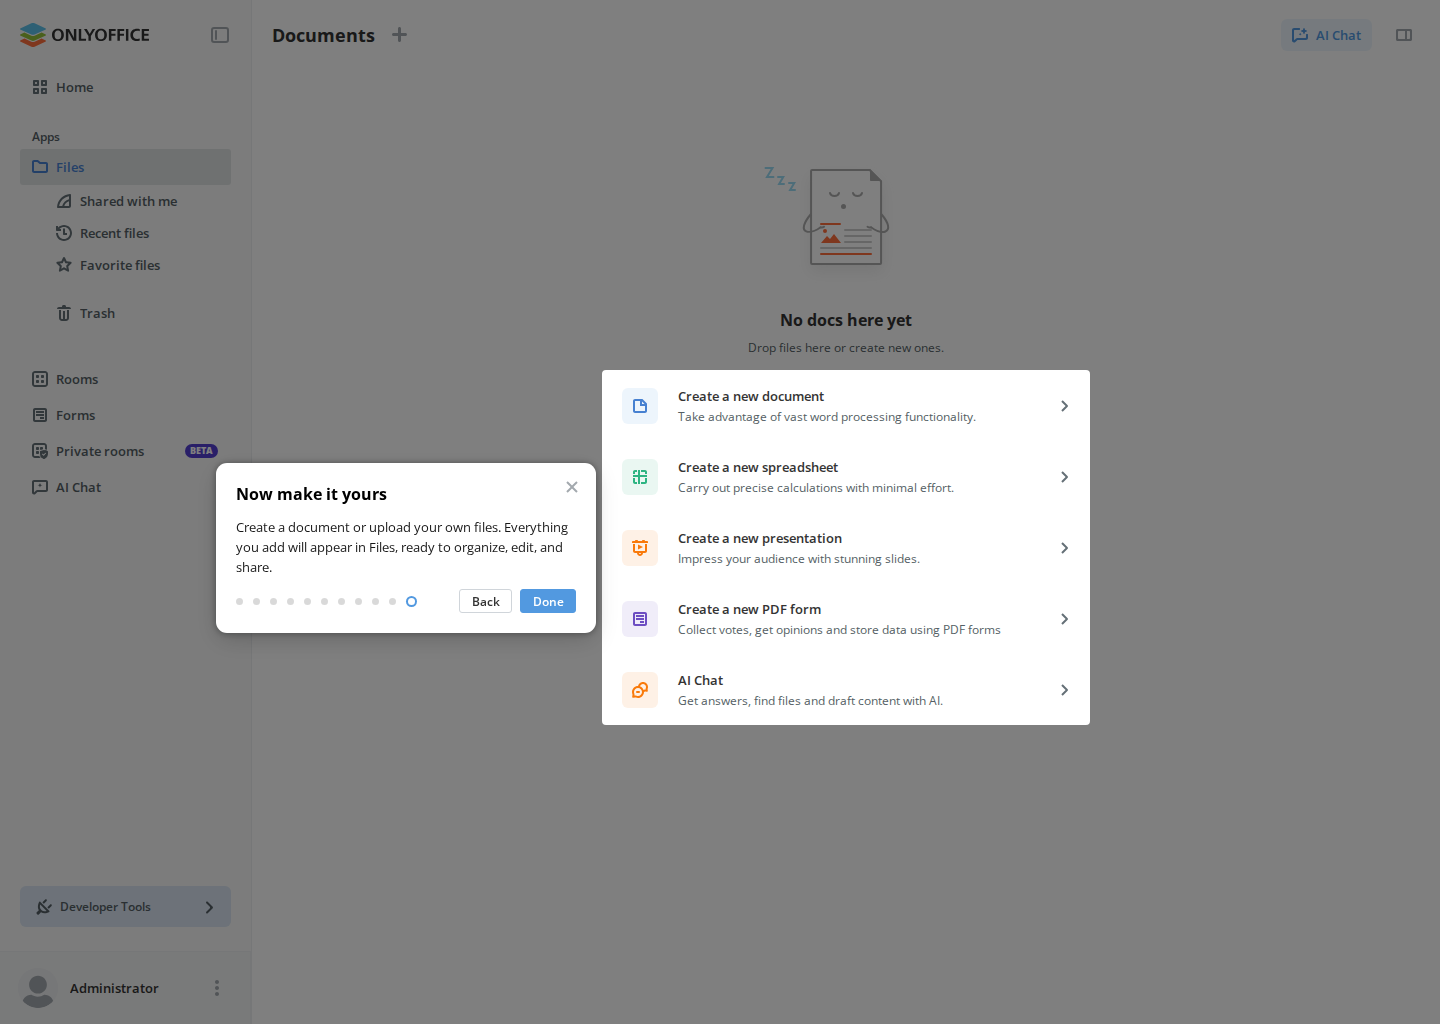 ONLYOFFICE
Home
Apps
Files
Shared with me
Recent files
Favorite files
Trash
Rooms
Forms
Private rooms
BETA
AI Chat
Developer Tools
Administrator
Documents
AI Chat
Z z z
No docs here yet
Drop files here or create new ones.
Create a new document
Take advantage of vast word processing functionality.
Create a new spreadsheet
Carry out precise calculations with minimal effort.
Create a new presentation
Impress your audience with stunning slides.
Create a new PDF form
Collect votes, get opinions and store data using PDF forms
AI Chat
Get answers, find files and draft content with AI.
Now make it yours
Create a document or upload your own files. Everything
you add will appear in Files, ready to organize, edit, and
share.
Back
Done